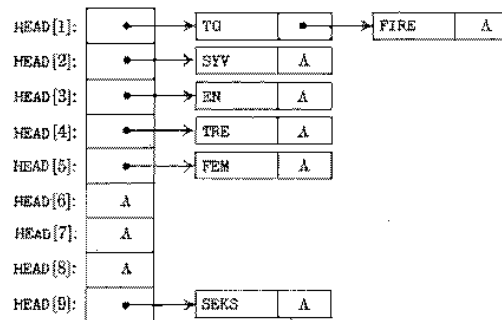 HEAD[1]: TO FIRE Λ
HEAD[2]: SYV Λ
HEAD[3]: EN Λ
HEAD[4]: TRE Λ
HEAD[5]: FEM Λ
HEAD[6]: Λ
HEAD[7]: Λ
HEAD[8]: Λ
HEAD[9]: SEKS Λ